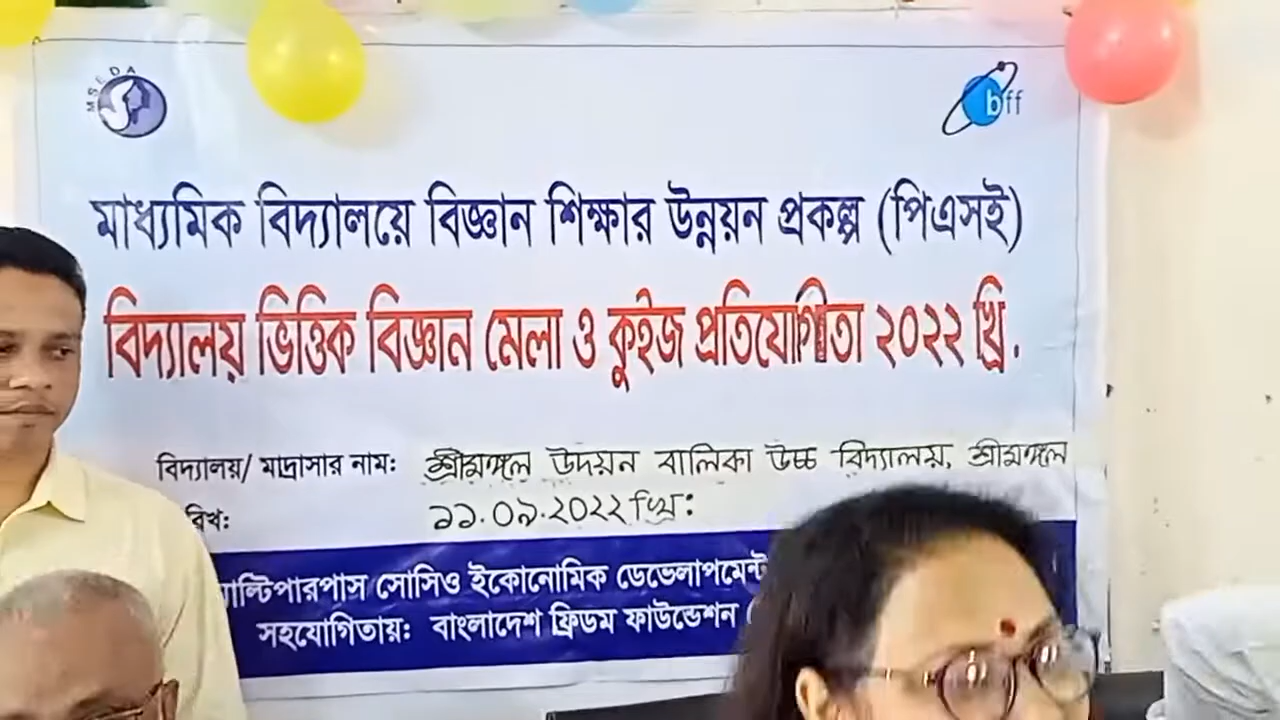 MSEDA
bff
মাধ্যমিক বিদ্যালয়ে বিজ্ঞান শিক্ষার উন্নয়ন প্রকল্প (পিএসই)
বিদ্যালয় ভিত্তিক বিজ্ঞান মেলা ও কুইজ প্রতিযোগীতা ২০২২ খ্রি.
বিদ্যালয়/ মাদ্রাসার নাম: শ্রীমঙ্গল উদয়ন বালিকা উচ্চ বিদ্যালয়, শ্রীমঙ্গল
১১.০৯.২০২২ খ্রি:
সোসিও ইকোনোমিক ডেভেলাপমেন্ট
সহযোগিতায়: বাংলাদেশ ফ্রিডম ফাউন্ডেশন (